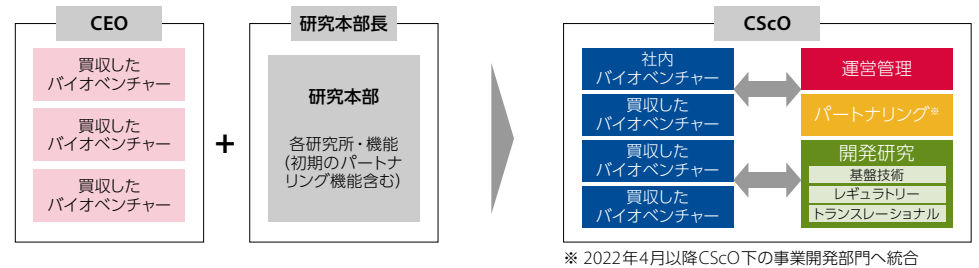 CEO
買収した
バイオベンチャー
買収した
バイオベンチャー
買収した
バイオベンチャー
+
研究本部長
研究本部
各研究所・機能
(初期のパートナ
リング機能含む)
CScO
社内
バイオベンチャー
買収した
バイオベンチャー
買収した
バイオベンチャー
買収した
バイオベンチャー
運営管理
パートナリング※
開発研究
基盤技術
レギュラトリー
トランスレーショナル
※ 2022年4月以降CScO下の事業開発部門へ統合